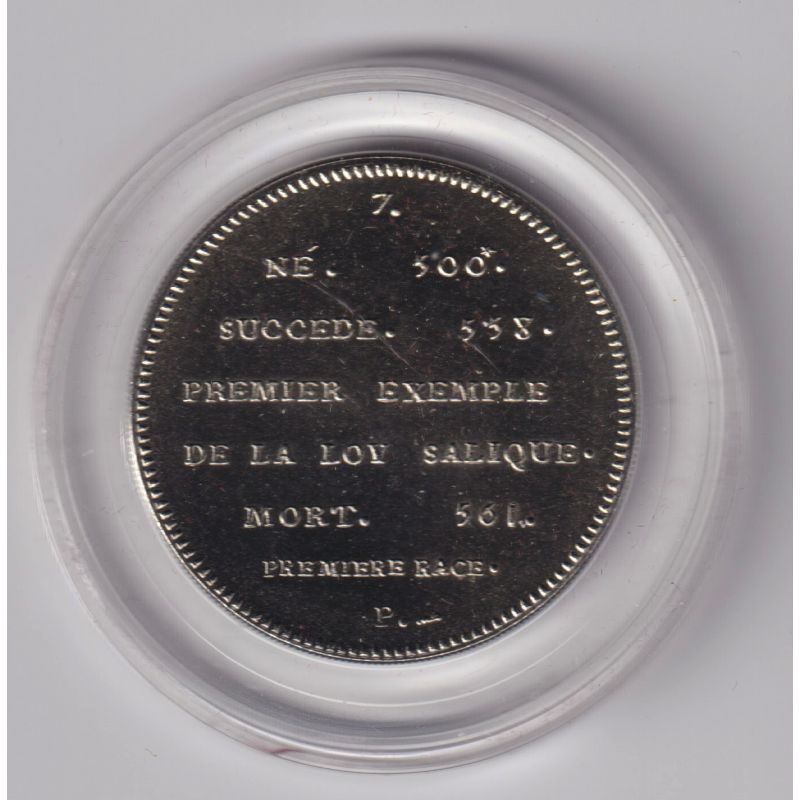 7.
NÉ. 500*.
SUCCEDE. 558.
PREMIER EXEMPLE
DE LA LOY SALIQUE.
MORT. 561.
PREMIERE RACE.
P.